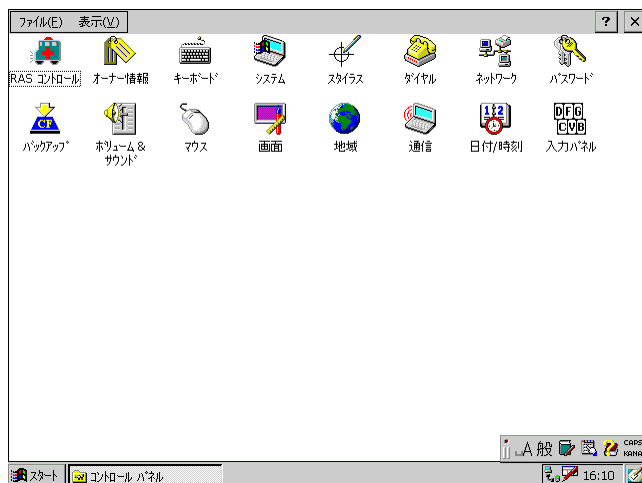 ファイル(F) 表示(V) ? ×
RAS コントロール オーナー情報 キーボード システム スタイラス ダイヤル ネットワーク パスワード
CF 1 2 DFG
CVB
バックアップ ボリューム & マウス 画面 地域 通信 日付/時刻 入力パネル
サウンド
A 般 CAPS
KANA
スタート コントロール パネル 16:10